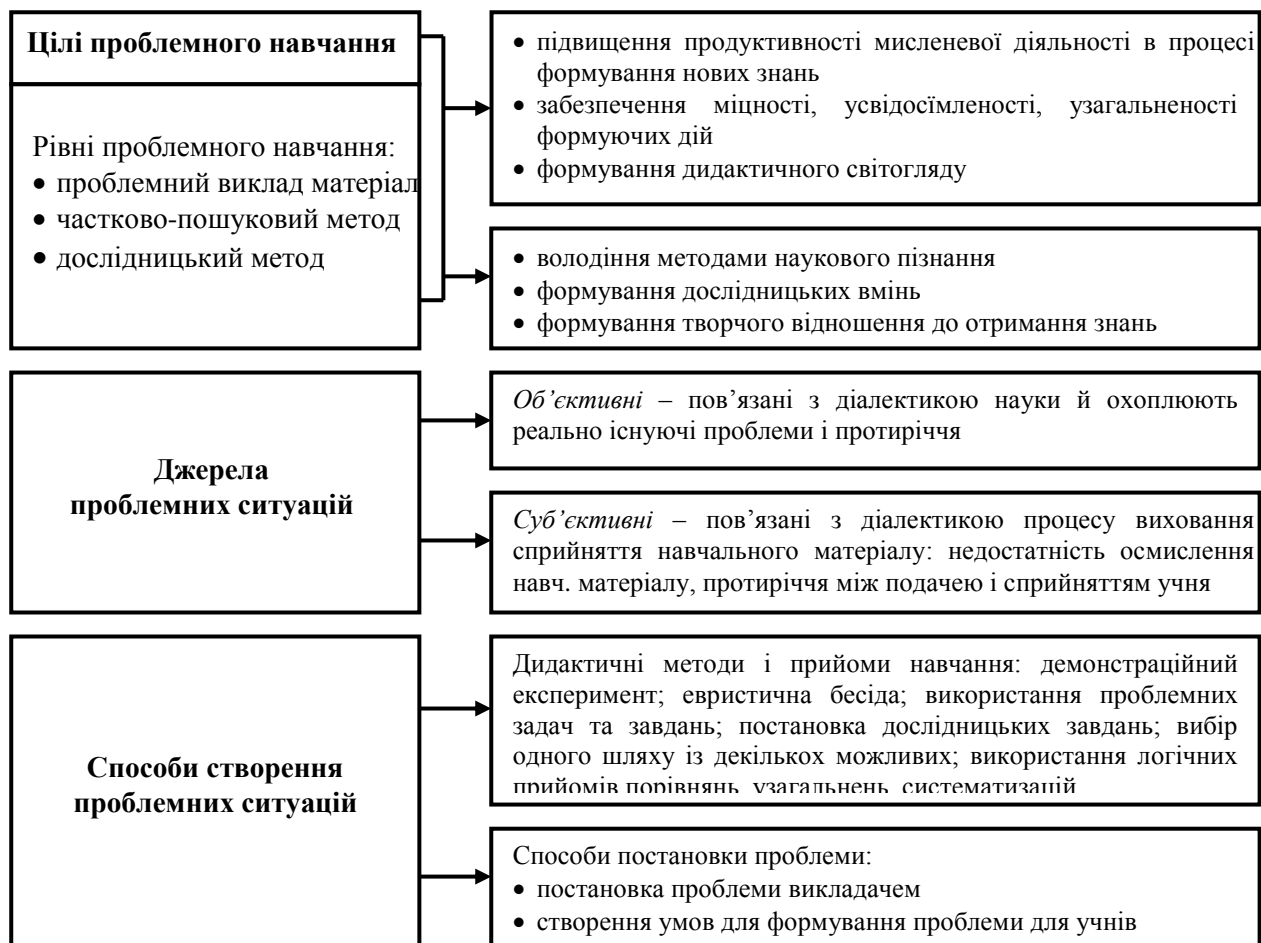 Цілі проблемного навчання
Рівні проблемного навчання:
• проблемний виклад матеріал
• частково-пошуковий метод
• дослідницький метод
• підвищення продуктивності мисленевої діяльності в процесі
формування нових знань
• забезпечення міцності, усвідосїмленості, узагальненості
формуючих дій
• формування дидактичного світогляду
• володіння методами наукового пізнання
• формування дослідницьких вмінь
• формування творчого відношення до отримання знань
Джерела
проблемних ситуацій
Об’єктивні – пов’язані з діалектикою науки й охоплюють
реально існуючі проблеми і протиріччя
Суб’єктивні – пов’язані з діалектикою процесу виховання
сприйняття навчального матеріалу: недостатність осмислення
навч. матеріалу, протиріччя між подачею і сприйняттям учня
Способи створення
проблемних ситуацій
Дидактичні методи і прийоми навчання: демонстраційний
експеримент; евристична бесіда; використання проблемних
задач та завдань; постановка дослідницьких завдань; вибір
одного шляху із декількох можливих; використання логічних
прийомів порівнянь, узагальнень, систематизацій
Способи постановки проблеми:
• постановка проблеми викладачем
• створення умов для формування проблеми для учнів